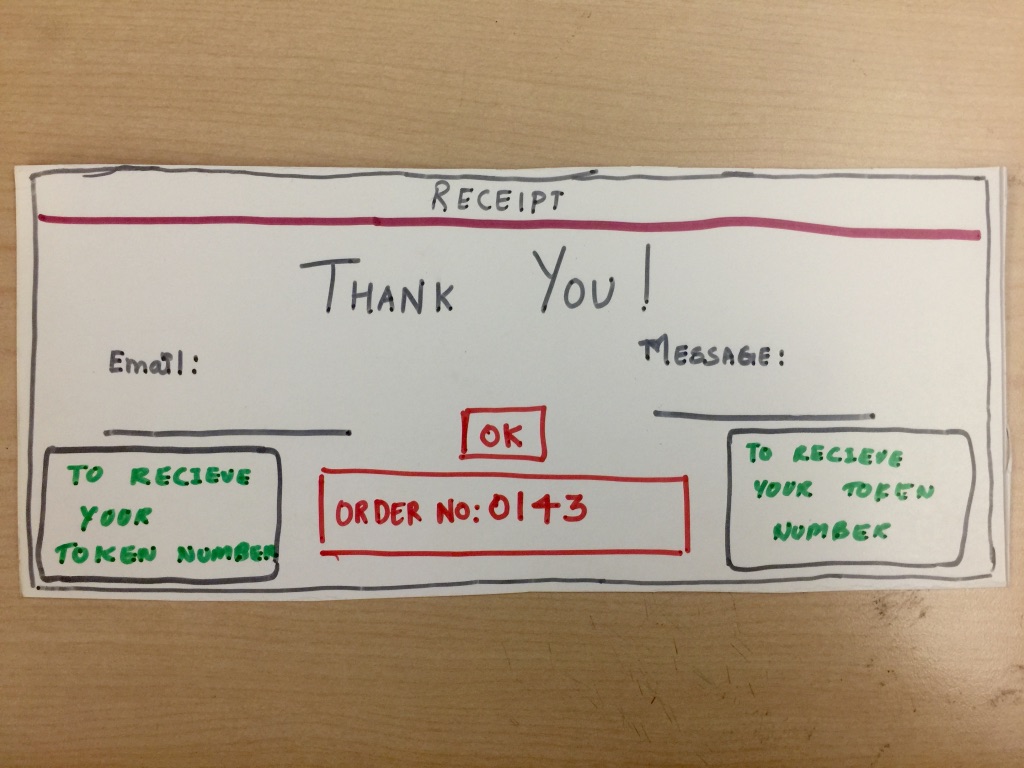 RECEIPT
THANK YOU!
Email:
MESSAGE:
OK
TO RECIEVE
YOUR
TOKEN NUMBER
ORDER NO: 0143
TO RECIEVE
YOUR TOKEN
NUMBER